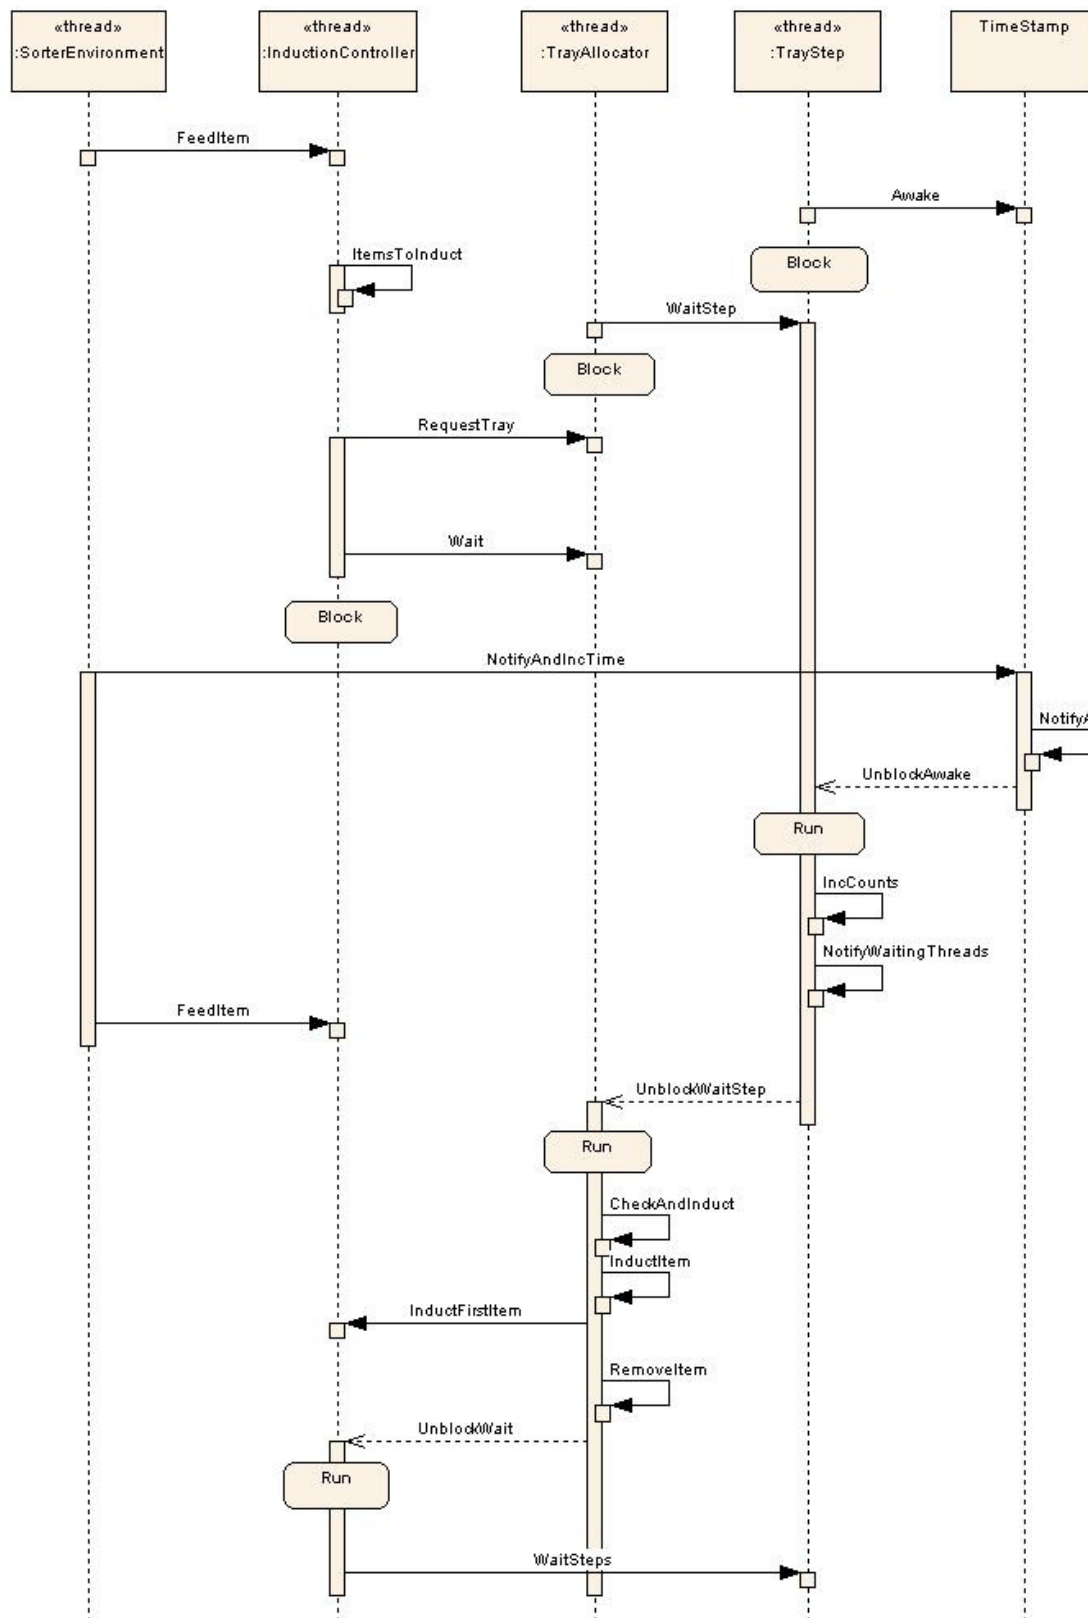 «thread»
:SorterEnvironment
«thread»
:InductionController
«thread»
:TrayAllocator
«thread»
:TrayStep
TimeStamp
FeedItem
Awake
Block
ItemsToInduct
WaitStep
Block
RequestTray
Wait
Block
NotifyAndIncTime
NotifyA
UnblockAwake
Run
IncCounts
NotifyWaitingThreads
FeedItem
UnblockWaitStep
Run
CheckAndInduct
InductItem
InductFirstItem
RemoveItem
UnblockWait
Run
WaitSteps